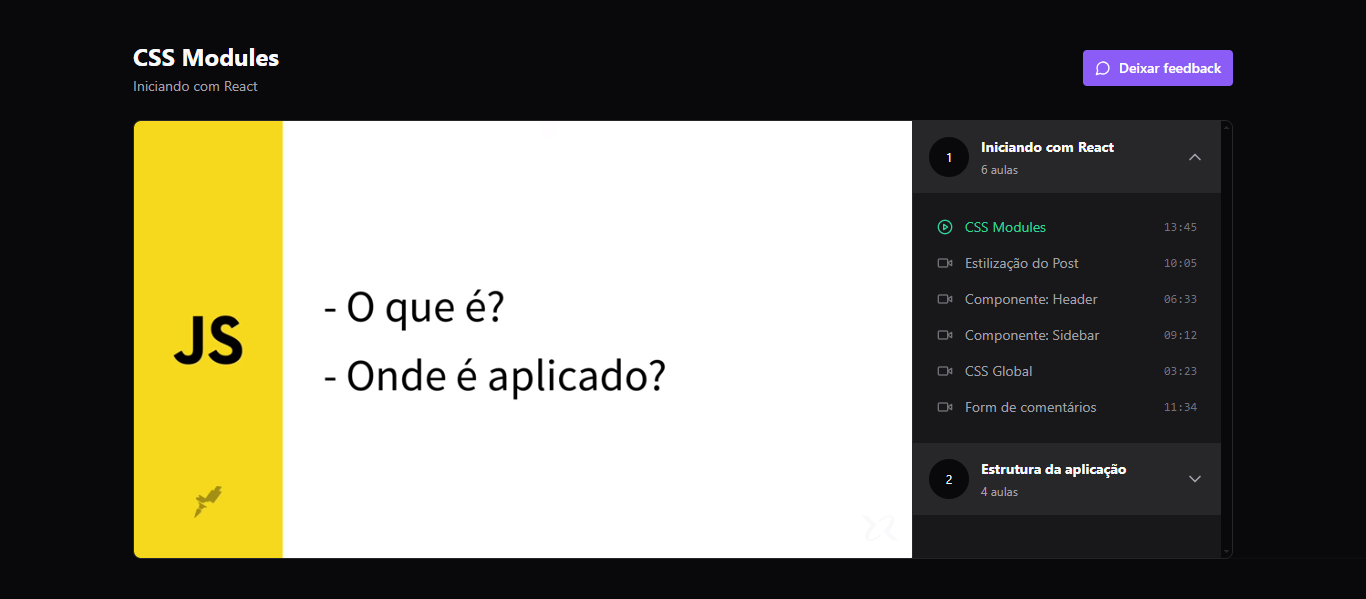 CSS Modules
Iniciando com React
Deixar feedback
JS
- O que é?
- Onde é aplicado?
1
Iniciando com React
6 aulas
CSS Modules 13:45
Estilização do Post 10:05
Componente: Header 06:33
Componente: Sidebar 09:12
CSS Global 03:23
Form de comentários 11:34
2
Estrutura da aplicação
4 aulas